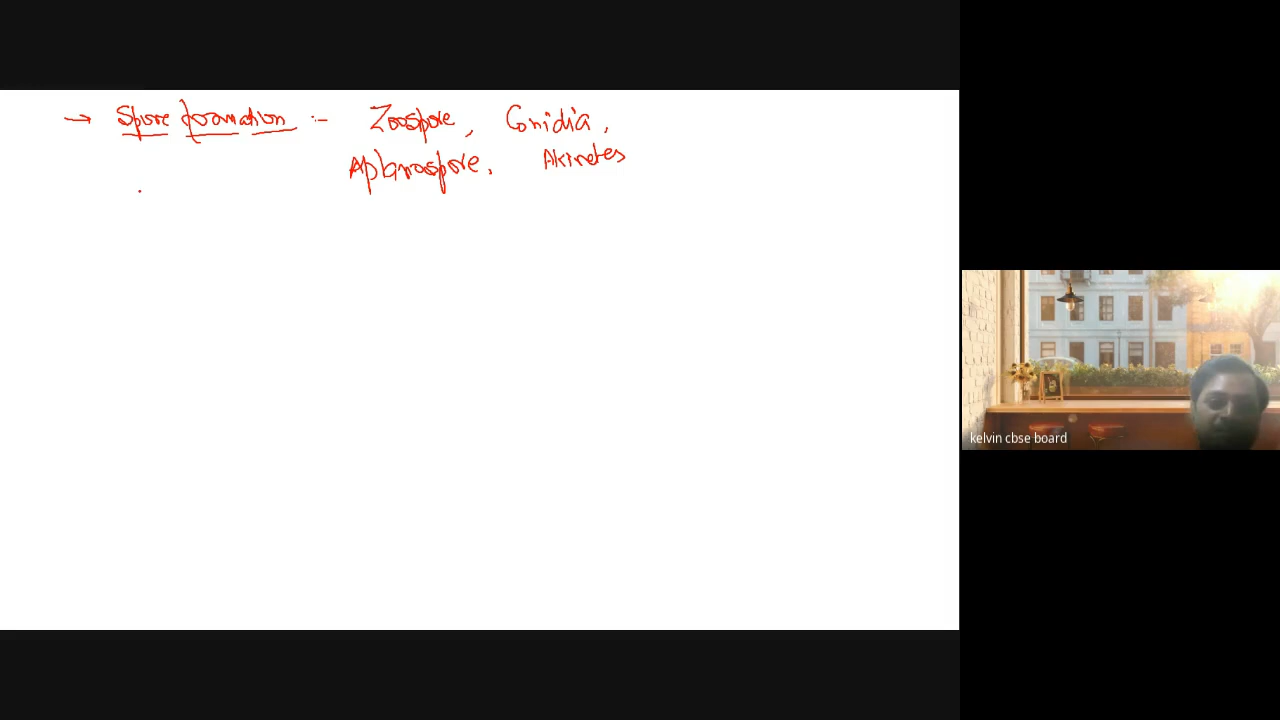 → Spore formation :- Zoospore, Conidia,
Aplanospore, Akinetes
kelvin cbse board